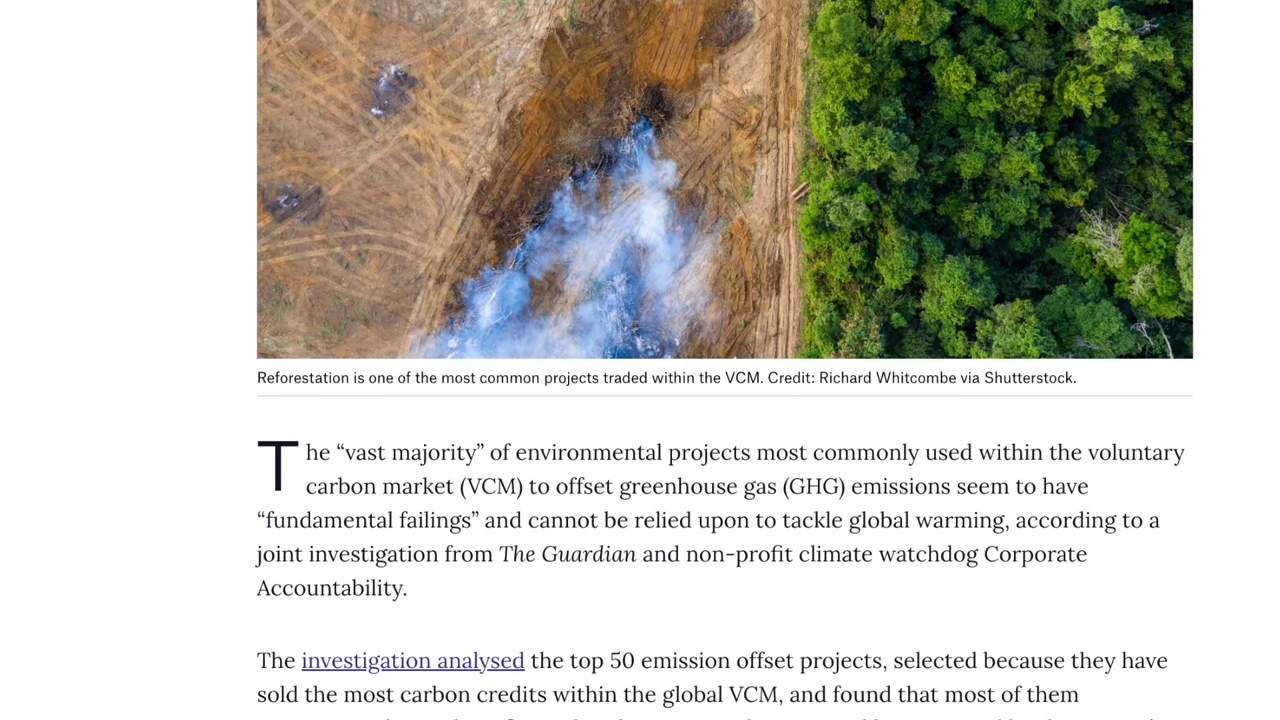 Reforestation is one of the most common projects traded within the VCM. Credit: Richard Whitcombe via Shutterstock.
The “vast majority” of environmental projects most commonly used within the voluntary
carbon market (VCM) to offset greenhouse gas (GHG) emissions seem to have
“fundamental failings” and cannot be relied upon to tackle global warming, according to a
joint investigation from The Guardian and non-profit climate watchdog Corporate
Accountability.
The investigation analysed the top 50 emission offset projects, selected because they have
sold the most carbon credits within the global VCM, and found that most of them